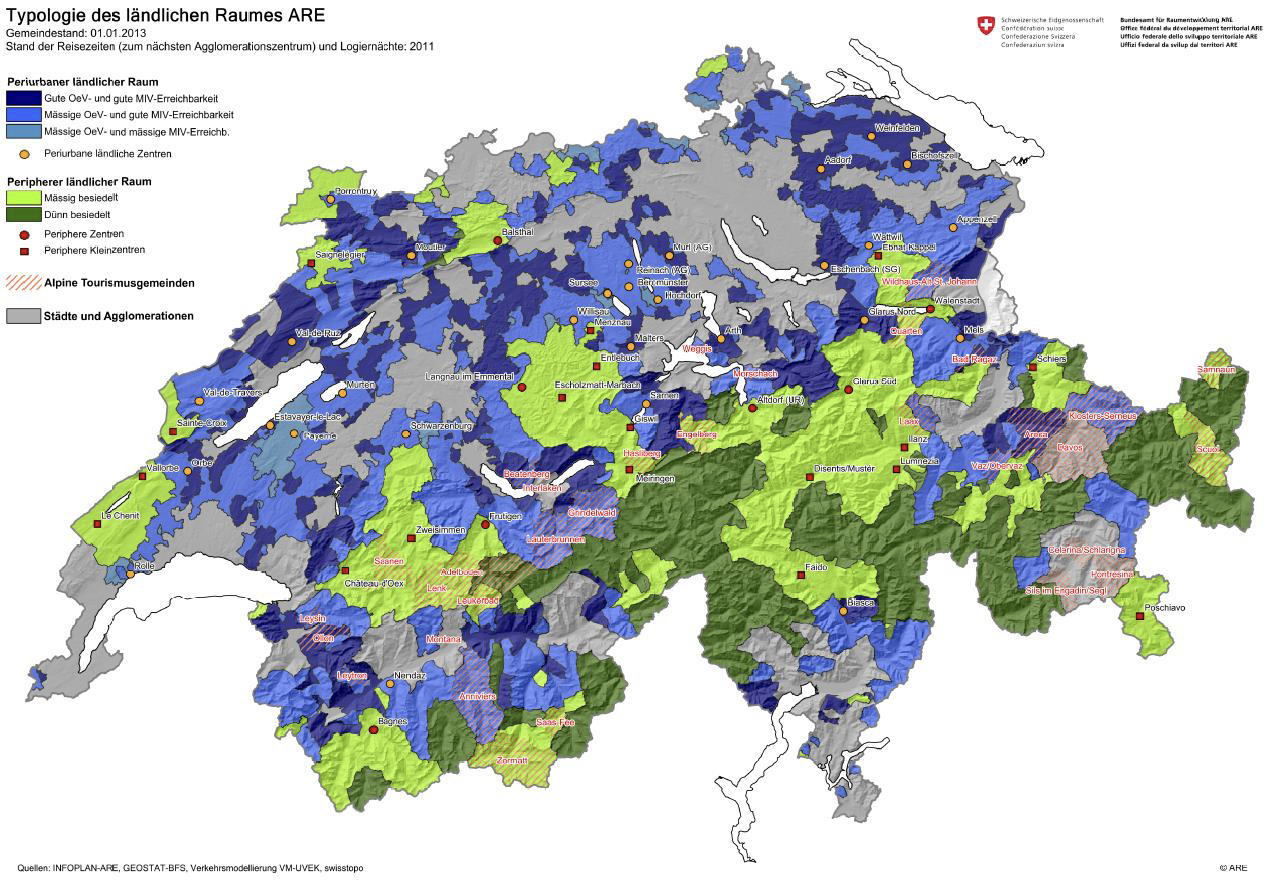 Typologie des ländlichen Raumes ARE
Gemeindestand: 01.01.2013
Stand der Reisezeiten (zum nächsten Agglomerationszentrum) und Logiernächte: 2011
Schweizerische Eidgenossenschaft
Confédération suisse
Confederazione Svizzera
Confederaziun svizra
Bundesamt für Raumentwicklung ARE
Office fédéral du développement territorial ARE
Ufficio federale dello sviluppo territoriale ARE
Uffizi federal da svilup dal territori ARE
Periurbaner ländlicher Raum
Gute OeV- und gute MIV-Erreichbarkeit
Mässige OeV- und gute MIV-Erreichbarkeit
Mässige OeV- und mässige MIV-Erreichb.
Periurbane ländliche Zentren
Peripherer ländlicher Raum
Mässig besiedelt
Dünn besiedelt
Periphere Zentren
Periphere Kleinzentren
Alpine Tourismusgemeinden
Städte und Agglomerationen
Weinfelden
Aadorf
Bischofszell
Porrentruy
Appenzell
Balsthal
Moutier
Saignelégier
Wattwil
Ebnat Kappel
Muri (AG)
Reinach (AG)
Eschenbach (SG)
Wildhaus-Alt St. Johann
Sursee
Beromünster
Hochdorf
Walenstadt
Willisau
Menznau
Glarus Nord
Quarten
Mels
Val-de-Ruz
Malters
Arth
Weggis
Entlebuch
Bad Ragaz
Schiers
Samnaun
Langnau im Emmental
Escholzmatt-Marbach
Morschach
Glarus Süd
Val-de-Travers
Murten
Sarnen
Altdorf (UR)
Klosters-Serneus
Estavayer-le-Lac
Sainte-Croix
Payerne
Schwarzenburg
Giswil
Engelberg
Laax
Arosa
Davos
Ilanz
Scuol
Vallorbe
Orbe
Hasliberg
Meiringen
Disentis/Mustér
Lumnezia
Vaz/Obervaz
Beatenberg
Interlaken
Grindelwald
Le Chenit
Frutigen
Zweisimmen
Lauterbrunnen
Celerina/Schlarigna
Rolle
Saanen
Adelboden
Château-d'Oex
Lenk
Leukerbad
Faido
Pontresina
Sils im Engadin/Segl
Biasca
Poschiavo
Leysin
Ollon
Montana
Leytron
Nendaz
Anniviers
Bagnes
Saas Fee
Zermatt
Quellen: INFOPLAN-ARE, GEOSTAT-BFS, Verkehrsmodellierung VM-UVEK, swisstopo
© ARE